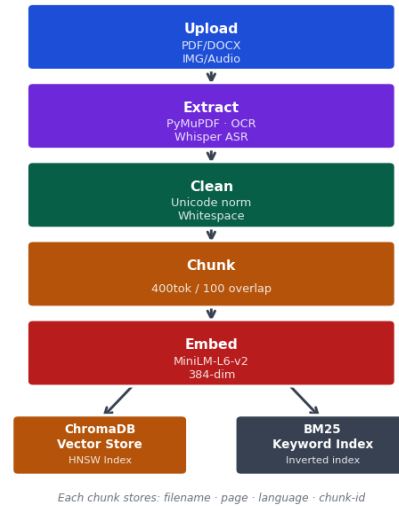 Upload
PDF/DOCX
IMG/Audio
Extract
PyMuPDF · OCR
Whisper ASR
Clean
Unicode norm
Whitespace
Chunk
400tok / 100 overlap
Embed
MiniLM-L6-v2
384-dim
ChromaDB
Vector Store
HNSW Index
BM25
Keyword Index
Inverted index
Each chunk stores: filename · page · language · chunk-id